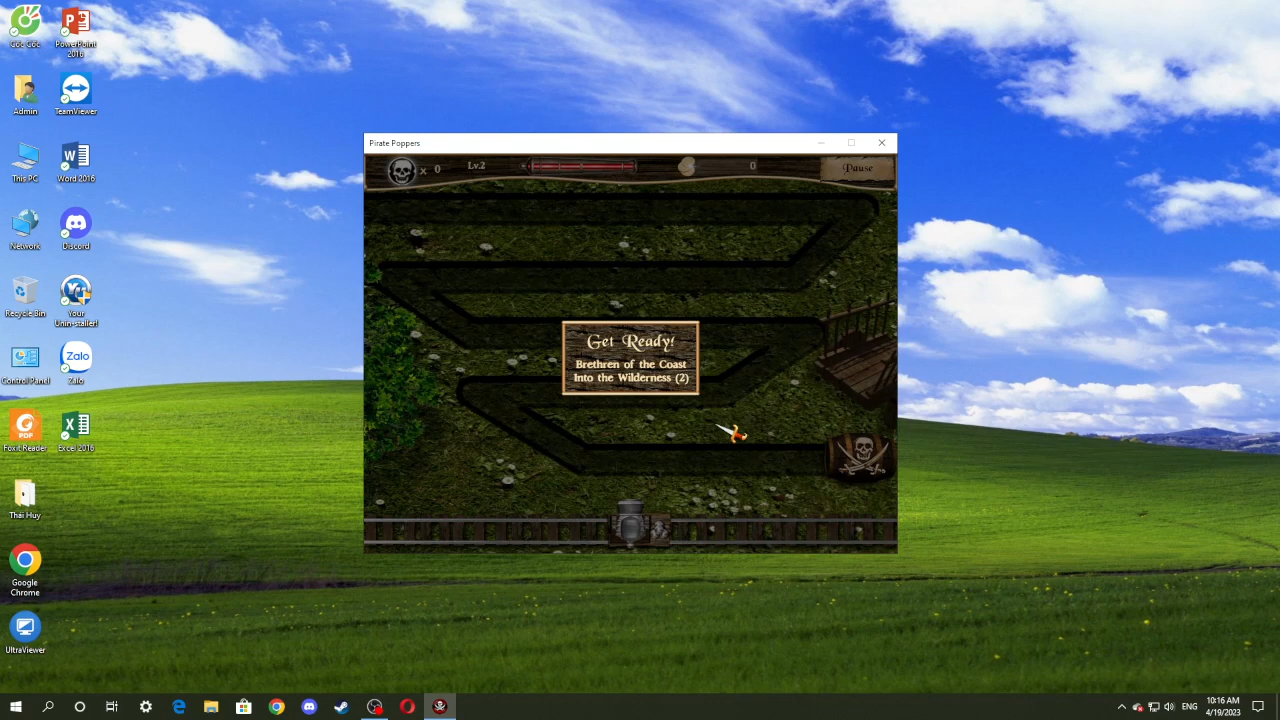 Cốc Cốc
PowerPoint 2016
Admin
TeamViewer
This PC
Word 2016
Network
Discord
Recycle Bin
Your Unin-staller!
Control Panel
Zalo
Foxit Reader
Excel 2016
Thái Huy
Google Chrome
UltraViewer
Pirate Poppers
x 0
Lv.2
0
Pause
Get Ready!
Brethren of the Coast
Into the Wilderness (2)
ENG
10:16 AM
4/19/2023